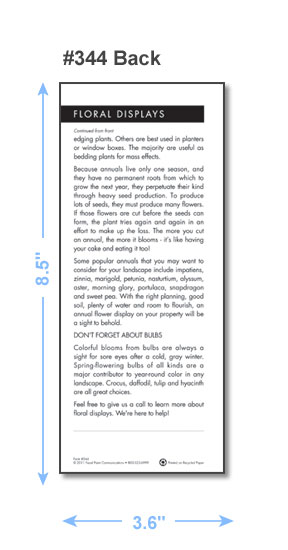 #344 Back
FLORAL DISPLAYS
Continued from front
edging plants. Others are best used in planters
or window boxes. The majority are useful as
bedding plants for mass effects.
Because annuals live only one season, and
they have no permanent roots from which to
grow the next year, they perpetuate their kind
through heavy seed production. To produce
lots of seeds, they must produce many flowers.
If those flowers are cut before the seeds can
form, the plant tries again and again in an
effort to make up the loss. The more you cut
an annual, the more it blooms - it's like having
your cake and eating it too!
Some popular annuals that you may want to
consider for your landscape include impatiens,
zinnia, marigold, petunia, nasturtium, alyssum,
aster, morning glory, portulaca, snapdragon
and sweet pea. With the right planning, good
soil, plenty of water and room to flourish, an
annual flower display on your property will be
a sight to behold.
DON'T FORGET ABOUT BULBS
Colorful blooms from bulbs are always a
sight for sore eyes after a cold, gray winter.
Spring-flowering bulbs of all kinds are a
major contributor to year-round color in any
landscape. Crocus, daffodil, tulip and hyacinth
are all great choices.
Feel free to give us a call to learn more about
floral displays. We're here to help!
Form #344
Printed on Recycled Paper
8.5"
3.6"